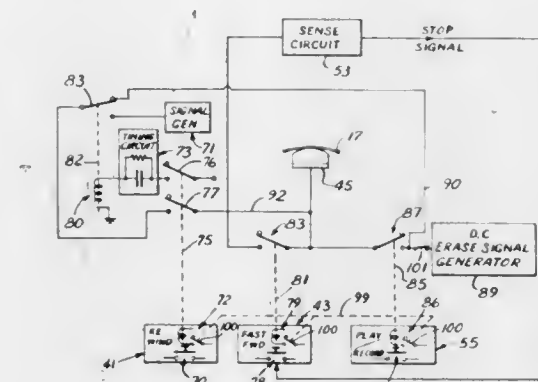 SENSE
CIRCUIT
STOP
SIGNAL
53
83
SIGNAL
GEN
71
TIMING
CIRCUIT
73
76
17
82
45
80
77
92
90
83
87
D.C
ERASE SIGNAL
GENERATOR
101
85
89
75
81
99
72
79
43
86
100
100
100
41
RE
WIND
FAST
FWD
PLAY
RECORD
55
70
78